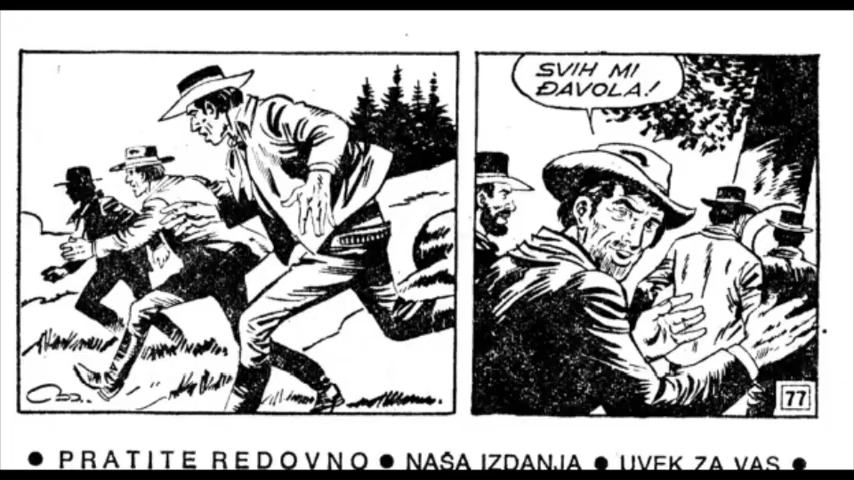 SVIH MI
ĐAVOLA!
77
● PRATITE REDOVNO ● NAŠA IZDANJA ● UVEK ZA VAS ●